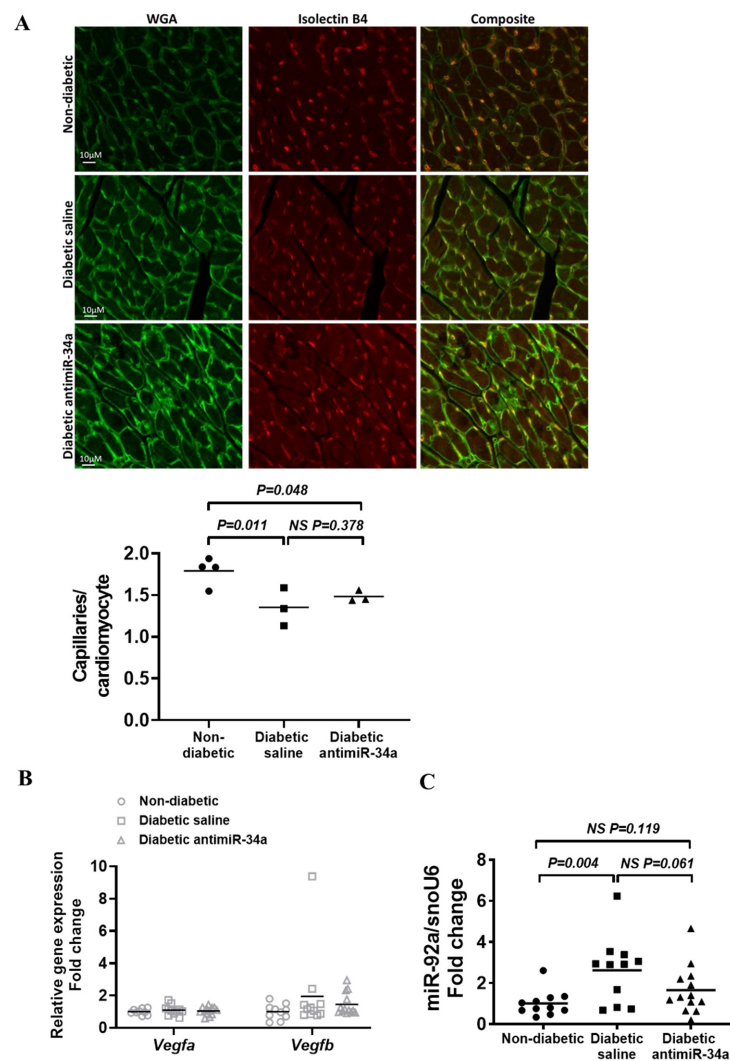 A
WGA
Isolectin B4
Composite
Non-diabetic
10µM
Diabetic saline
10µM
Diabetic antimiR-34a
10µM
P=0.048
P=0.011
NS P=0.378
Capillaries/
cardiomyocyte
2.0
1.5
1.0
0.5
0.0
Non-
diabetic
Diabetic
saline
Diabetic
antimiR-34a
B
Non-diabetic
Diabetic saline
Diabetic antimiR-34a
Relative gene expression
Fold change
10
8
6
4
2
0
Vegfa
Vegfb
C
NS P=0.119
P=0.004
NS P=0.061
miR-92a/snoU6
Fold change
8
6
4
2
0
Non-diabetic
Diabetic
saline
Diabetic
antimiR-34a